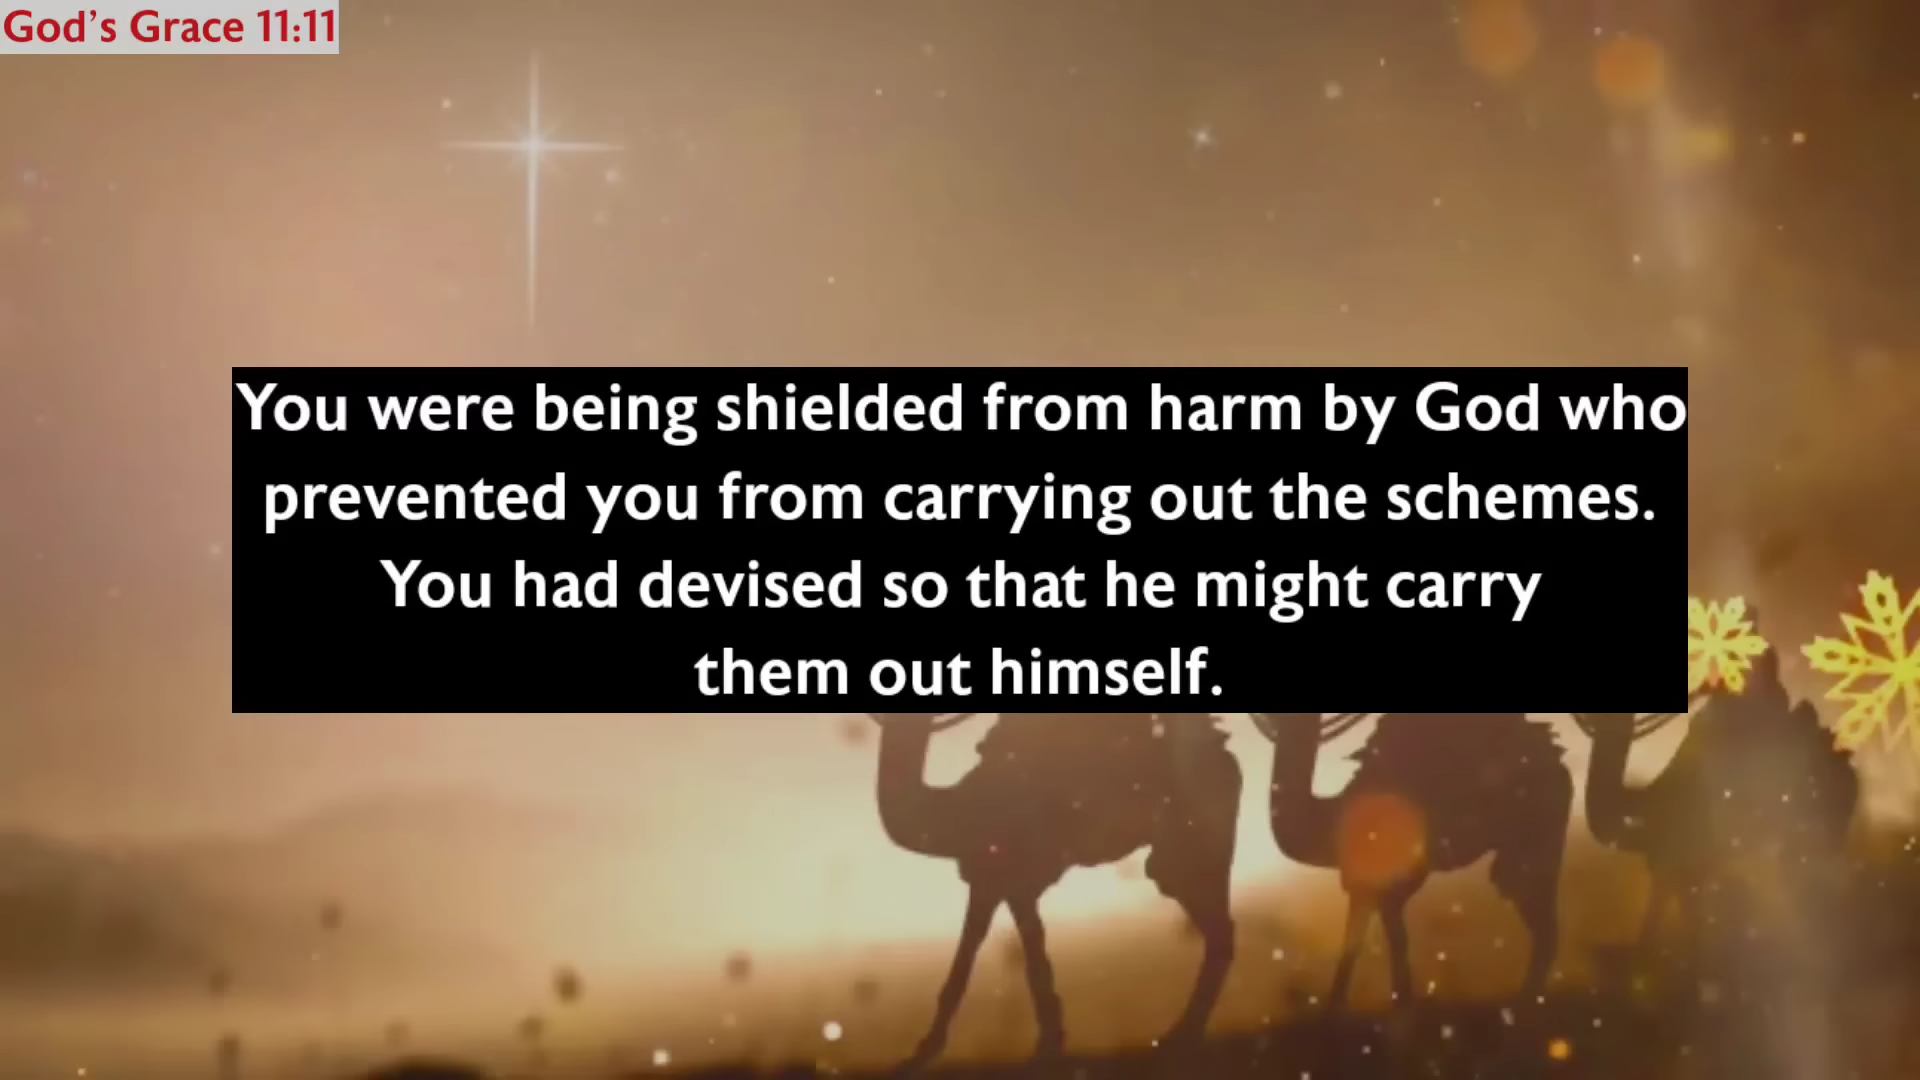 God's Grace 11:11
You were being shielded from harm by God who
prevented you from carrying out the schemes.
You had devised so that he might carry
them out himself.